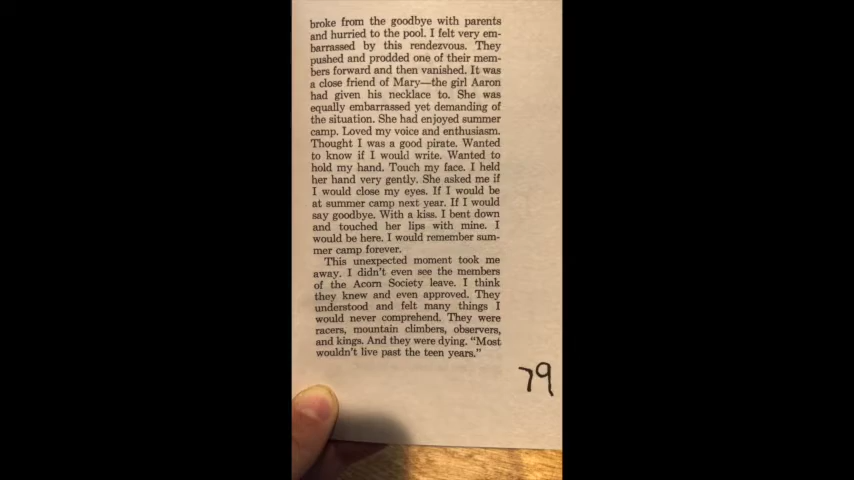 broke from the goodbye with parents
and hurried to the pool. I felt very em-
barrassed by this rendezvous. They
pushed and prodded one of their mem-
bers forward and then vanished. It was
a close friend of Mary—the girl Aaron
had given his necklace to. She was
equally embarrassed yet demanding of
the situation. She had enjoyed summer
camp. Loved my voice and enthusiasm.
Thought I was a good pirate. Wanted
to know if I would write. Wanted to
hold my hand. Touch my face. I held
her hand very gently. She asked me if
I would close my eyes. If I would be
at summer camp next year. If I would
say goodbye. With a kiss. I bent down
and touched her lips with mine. I
would be here. I would remember sum-
mer camp forever.
This unexpected moment took me
away. I didn't even see the members
of the Acorn Society leave. I think
they knew and even approved. They
understood and felt many things I
would never comprehend. They were
racers, mountain climbers, observers,
and kings. And they were dying. "Most
wouldn't live past the teen years."
79